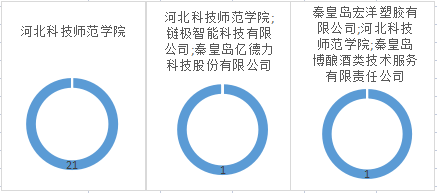 河北科技师范学院
21
河北科技师范学院;
链极智能科技有限
公司;秦皇岛亿德力
科技股份有限公司
1
秦皇岛宏洋塑胶有
限公司;河北科技
师范学院;秦皇岛
博酿酒类技术服务
有限责任公司
1